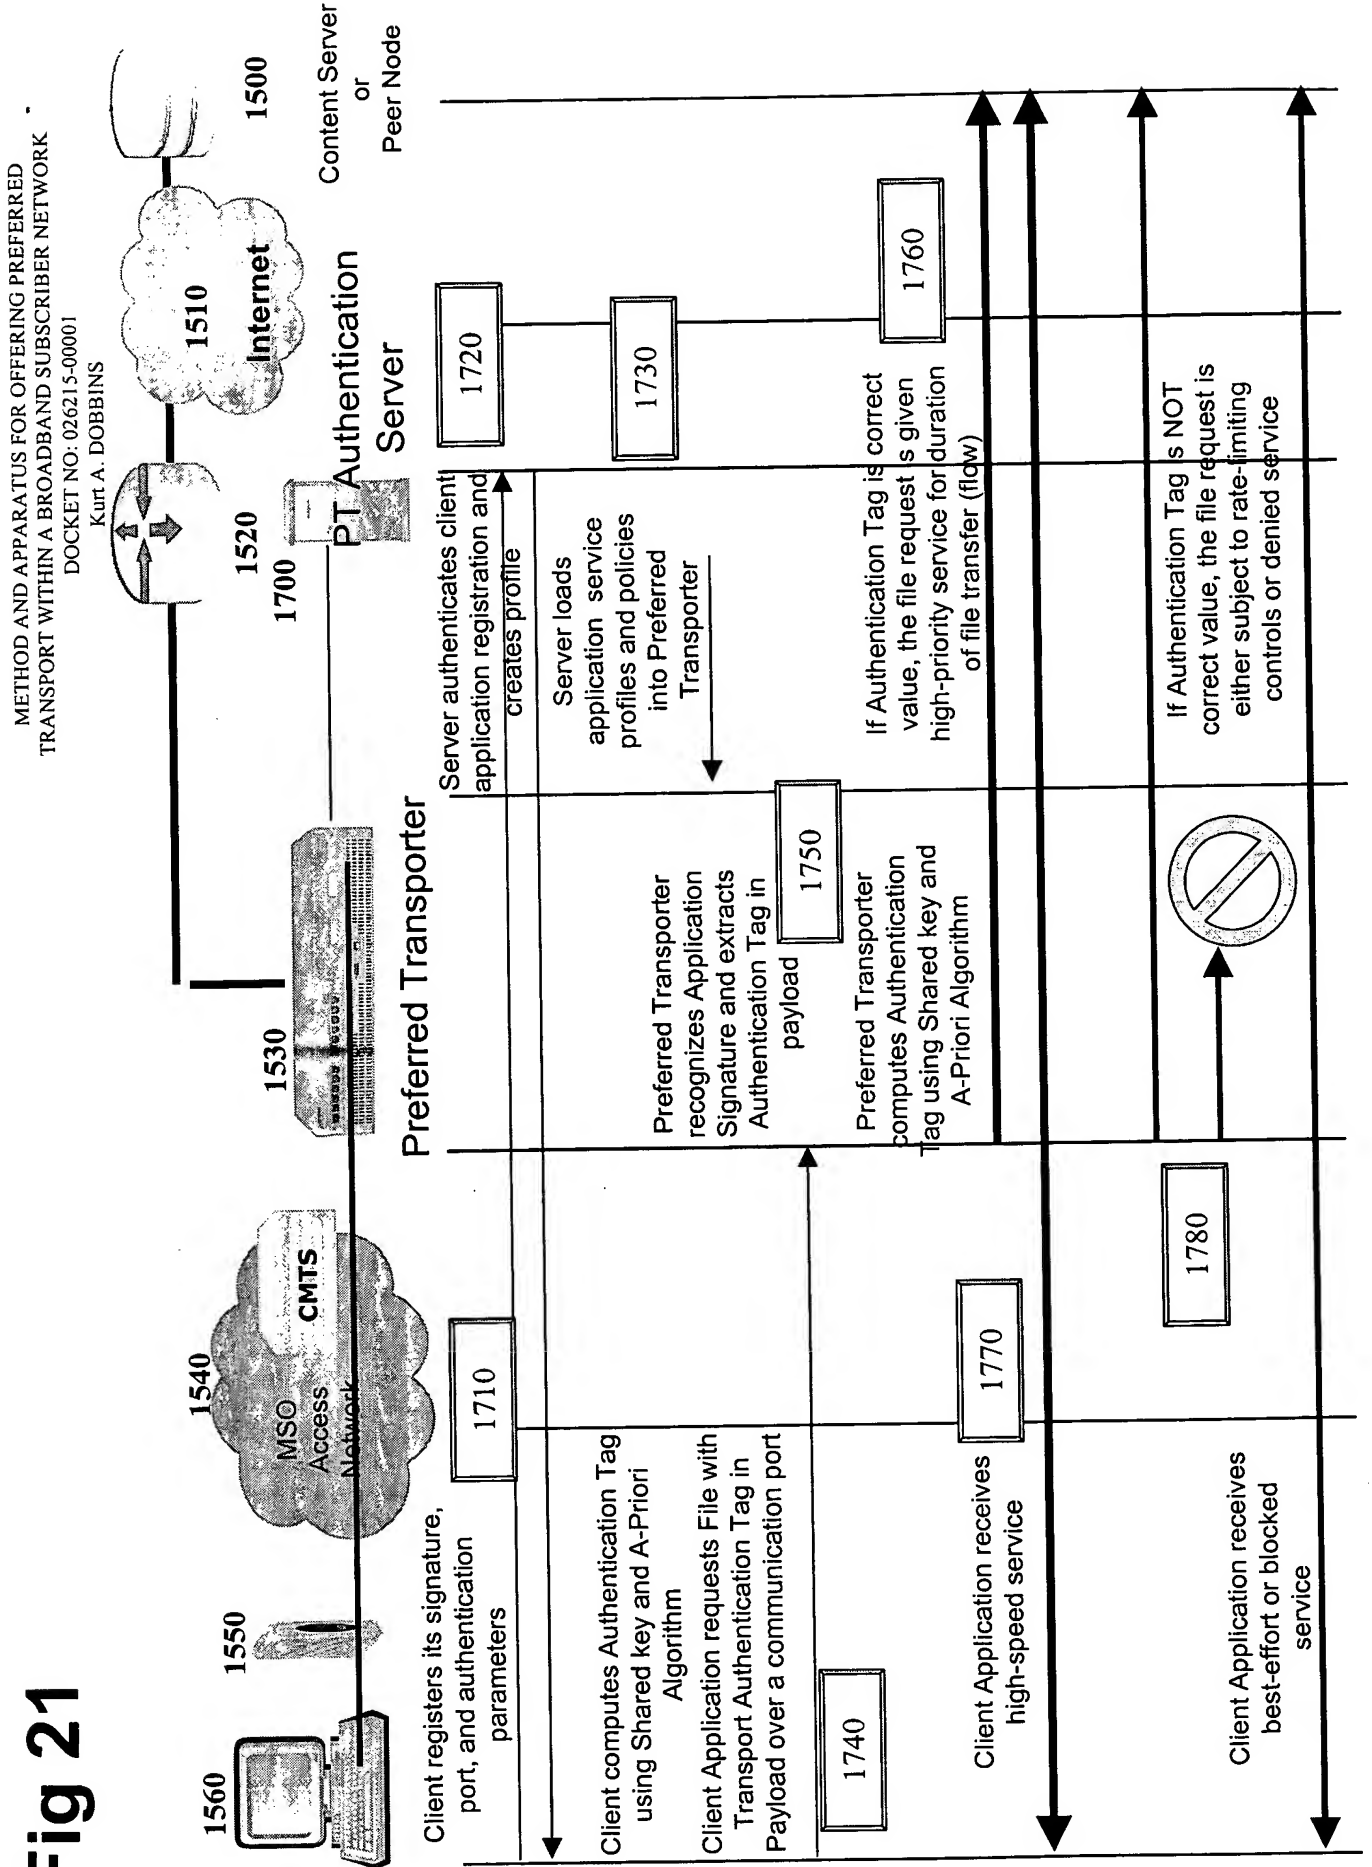 METHOD AND APPARATUS FOR OFFERING PREFERRED
TRANSPORT WITHIN A BROADBAND SUBSCRIBER NETWORK
DOCKET NO: 026215-00001
Kurt A. DOBBINS
Fig 21
1560
1550
1540
MSO
Access
Network
CMTS
1530
Preferred Transporter
1520
1700
PT Authentication
Server
1510
Internet
1500
Content Server
or
Peer Node
Client registers its signature,
port, and authentication
parameters
1710
Server authenticates client
application registration and
creates profile
1720
Server loads
application service
profiles and policies
into Preferred
Transporter
1730
Client computes Authentication Tag
using Shared key and A-Priori
Algorithm
Client Application requests File with
Transport Authentication Tag in
Payload over a communication port
1740
Preferred Transporter
recognizes Application
Signature and extracts
Authentication Tag in
payload
1750
Preferred Transporter
computes Authentication
Tag using Shared key and
A-Priori Algorithm
If Authentication Tag is correct
value, the file request is given
high-priority service for duration
of file transfer (flow)
1760
Client Application receives
high-speed service
1770
1780
If Authentication Tag is NOT
correct value, the file request is
either subject to rate-limiting
controls or denied service
Client Application receives
best-effort or blocked
service